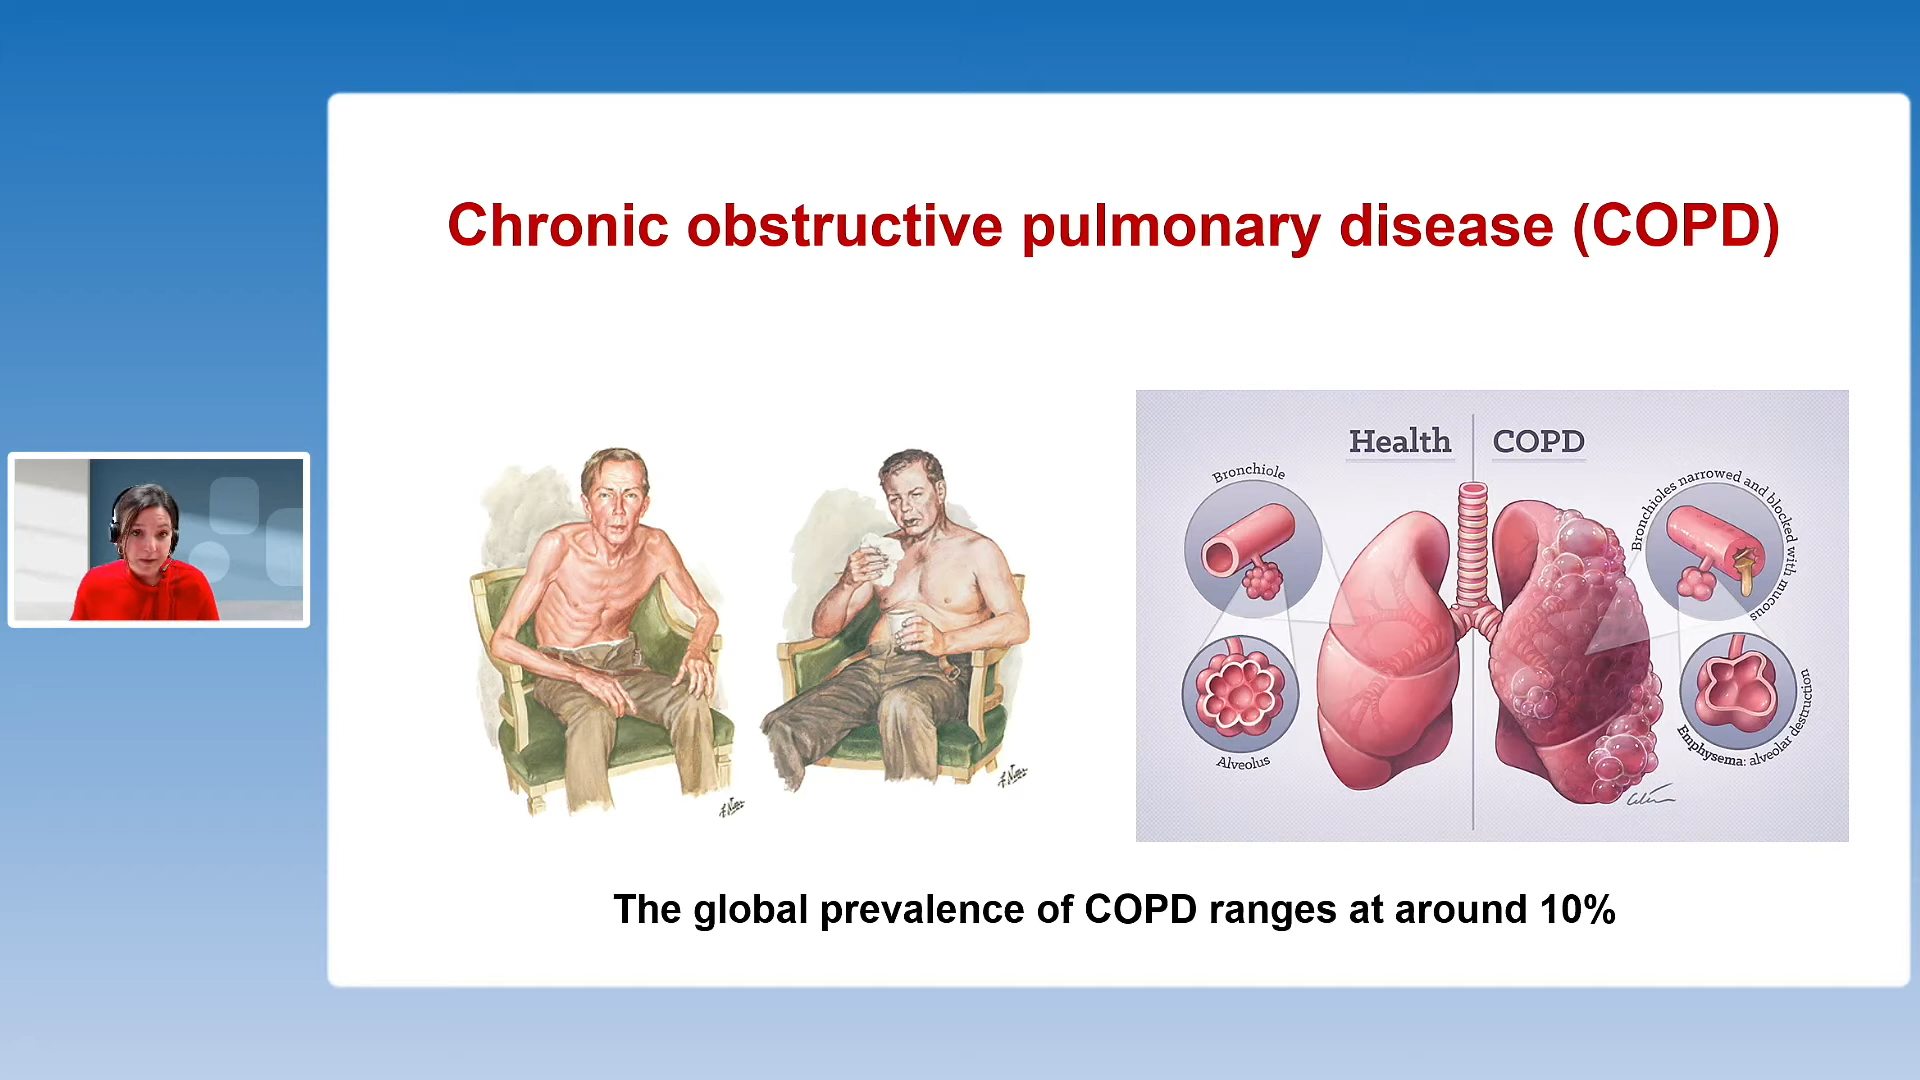 Chronic obstructive pulmonary disease (COPD)
Health
COPD
Bronchiole
Bronchioles narrowed and blocked with mucous
Alveolus
Emphysema: alveolar destruction
The global prevalence of COPD ranges at around 10%